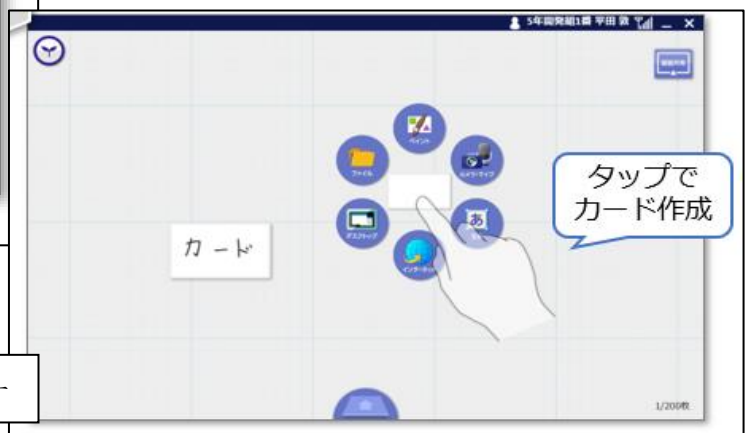 5年開発組1番 平田 敦
ペイント
ファイル
カメラ・マイク
デスクトップ
あ
インターネット
カード
タップで
カード作成
1/200枚